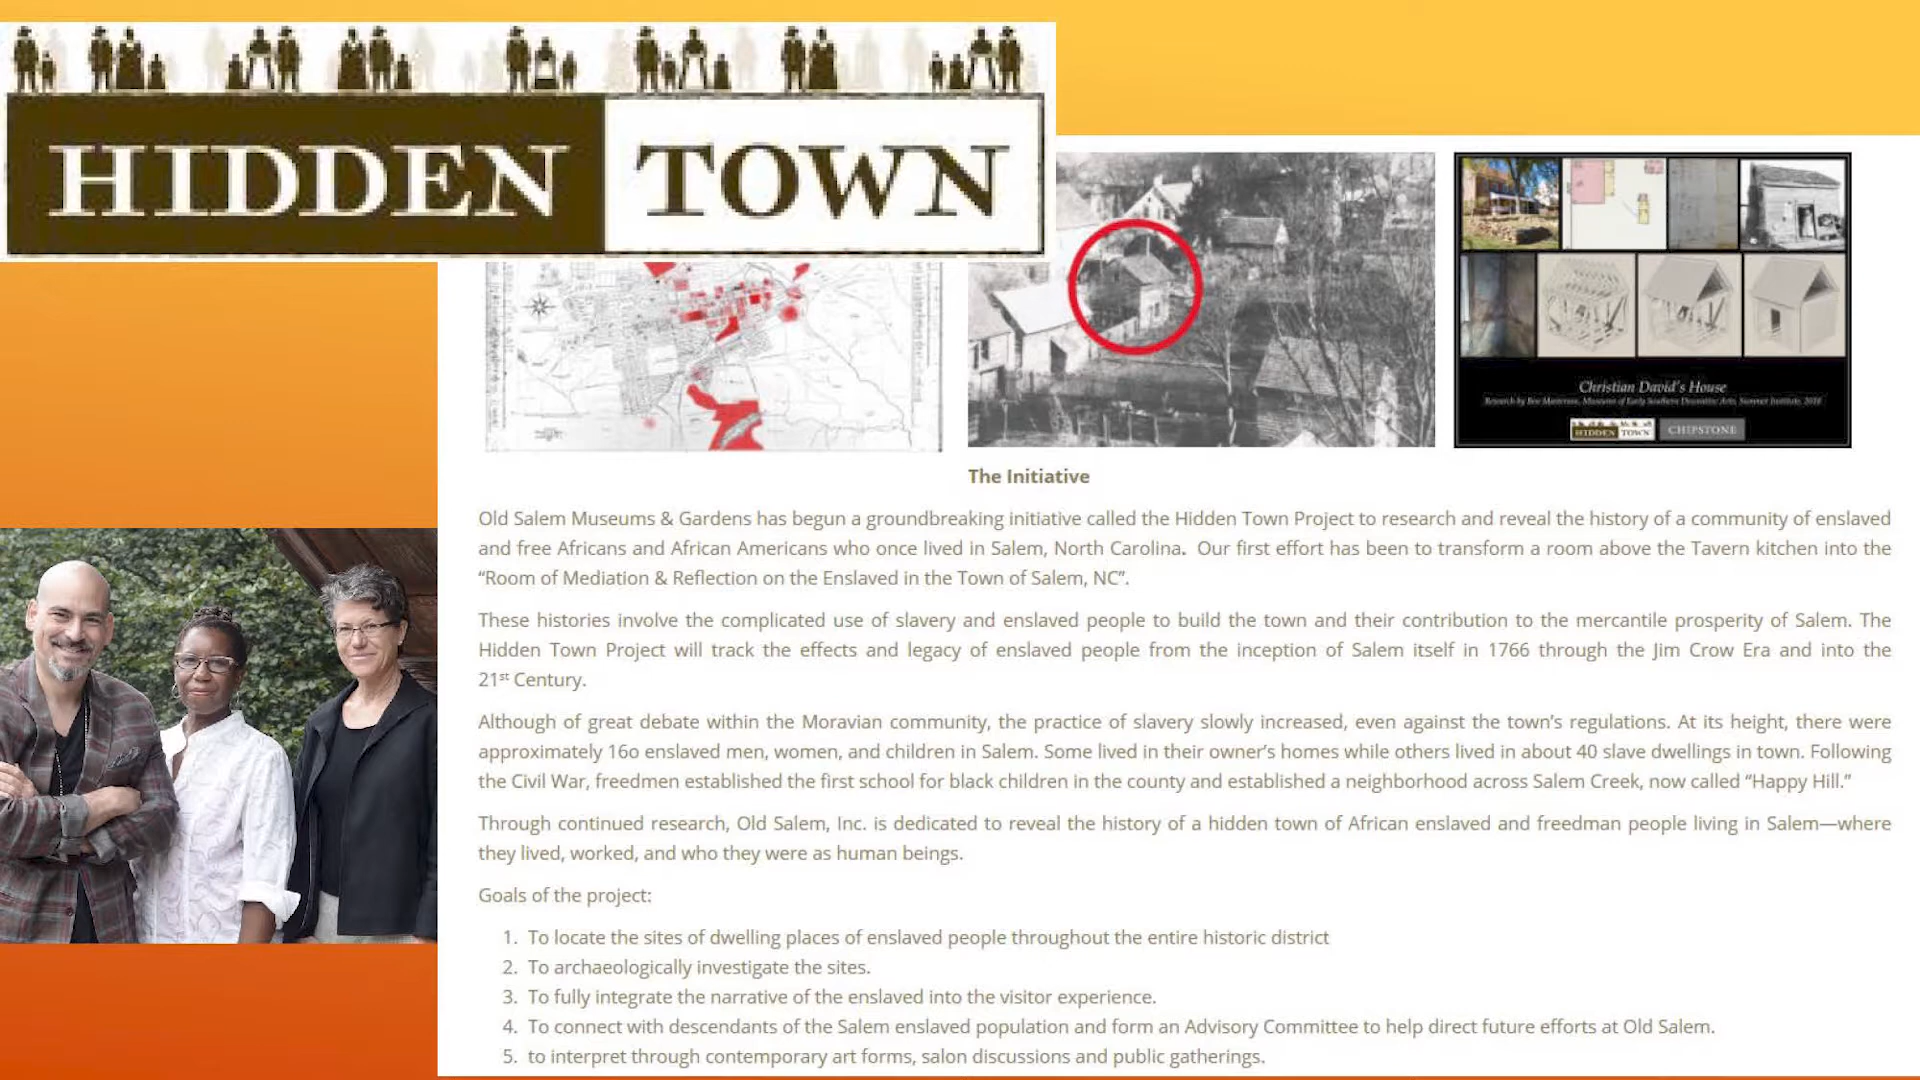 HIDDEN TOWN
Christian David's House
Research by
Museum of Early Southern Decorative Arts, Summer Institute, 2018
HIDDEN TOWN
CHIPSTONE
The Initiative
Old Salem Museums & Gardens has begun a groundbreaking initiative called the Hidden Town Project to research and reveal the history of a community of enslaved
and free Africans and African Americans who once lived in Salem, North Carolina. Our first effort has been to transform a room above the Tavern kitchen into the
“Room of Mediation & Reflection on the Enslaved in the Town of Salem, NC”.
These histories involve the complicated use of slavery and enslaved people to build the town and their contribution to the mercantile prosperity of Salem. The
Hidden Town Project will track the effects and legacy of enslaved people from the inception of Salem itself in 1766 through the Jim Crow Era and into the
21st Century.
Although of great debate within the Moravian community, the practice of slavery slowly increased, even against the town’s regulations. At its height, there were
approximately 16o enslaved men, women, and children in Salem. Some lived in their owner’s homes while others lived in about 40 slave dwellings in town. Following
the Civil War, freedmen established the first school for black children in the county and established a neighborhood across Salem Creek, now called “Happy Hill.”
Through continued research, Old Salem, Inc. is dedicated to reveal the history of a hidden town of African enslaved and freedman people living in Salem—where
they lived, worked, and who they were as human beings.
Goals of the project:
1. To locate the sites of dwelling places of enslaved people throughout the entire historic district
2. To archaeologically investigate the sites.
3. To fully integrate the narrative of the enslaved into the visitor experience.
4. To connect with descendants of the Salem enslaved population and form an Advisory Committee to help direct future efforts at Old Salem.
5. to interpret through contemporary art forms, salon discussions and public gatherings.